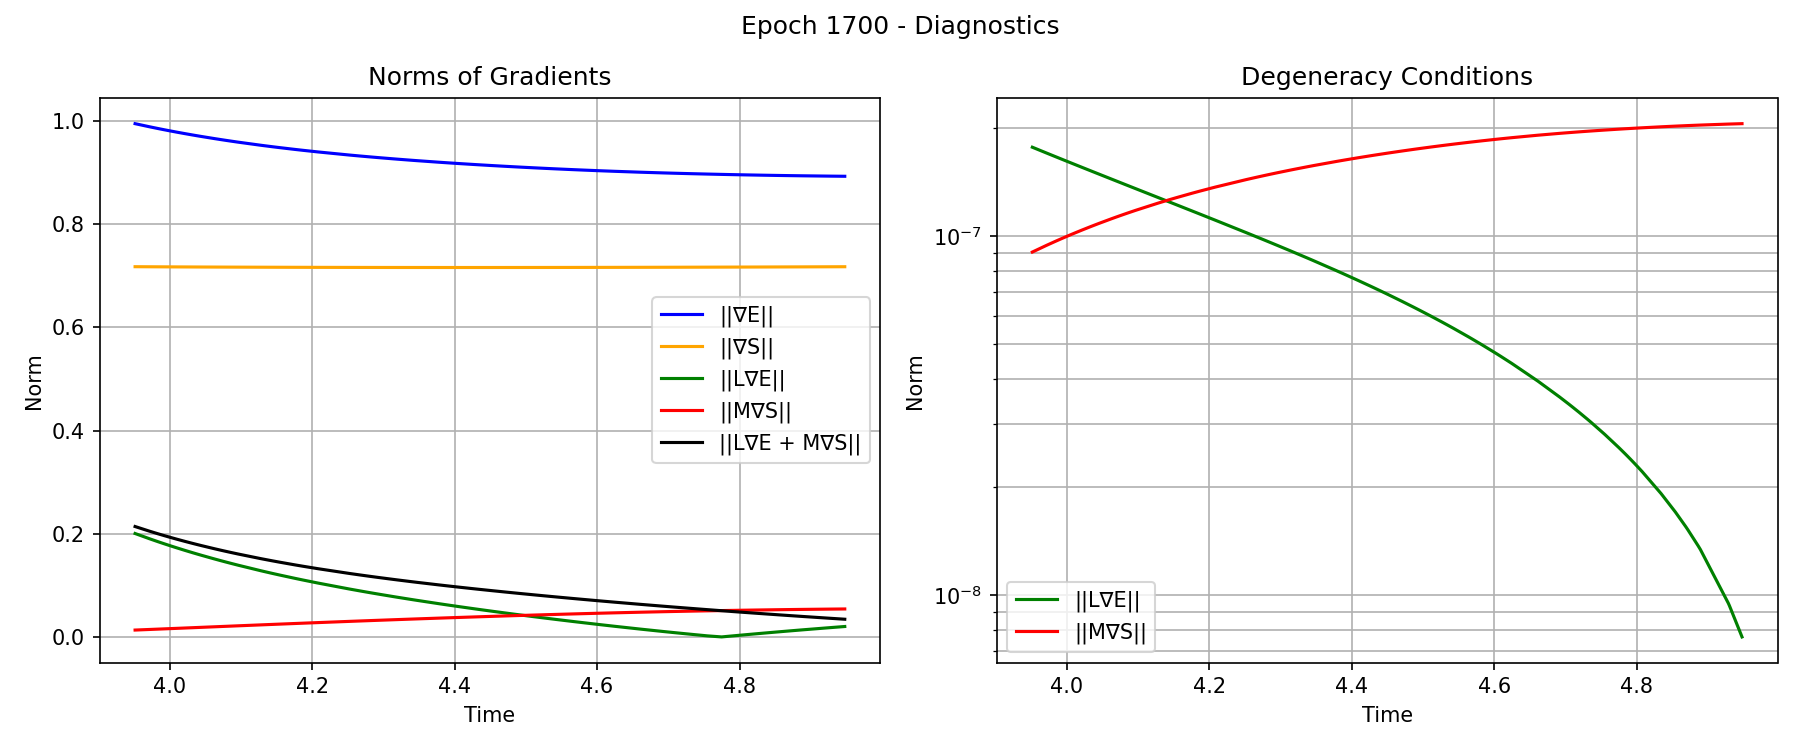 Epoch 1700 - Diagnostics
Norms of Gradients
Norm
1.0
0.8
0.6
0.4
0.2
0.0
||∇E||
||∇S||
||L∇E||
||M∇S||
||L∇E + M∇S||
4.0 4.2 4.4 4.6 4.8
Time
Degeneracy Conditions
Norm
10⁻⁷
10⁻⁸
||L∇E||
||M∇S||
4.0 4.2 4.4 4.6 4.8
Time